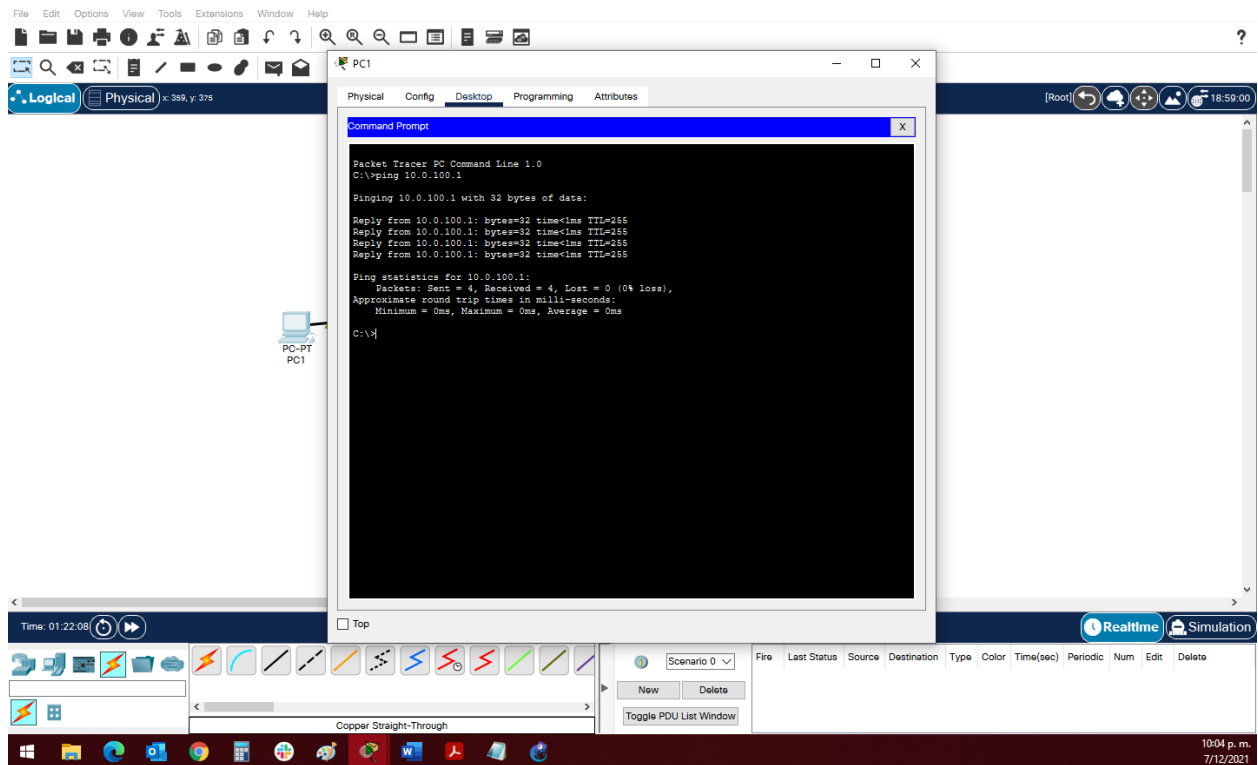 File Edit Options View Tools Extensions Window Help
?
PC1
Logical Physical x: 359, y: 375
[Root] 18:59:00
Physical Config Desktop Programming Attributes
Command Prompt X
Packet Tracer PC Command Line 1.0
C:\>ping 10.0.100.1
Pinging 10.0.100.1 with 32 bytes of data:
Reply from 10.0.100.1: bytes=32 time<1ms TTL=255
Reply from 10.0.100.1: bytes=32 time<1ms TTL=255
Reply from 10.0.100.1: bytes=32 time<1ms TTL=255
Reply from 10.0.100.1: bytes=32 time<1ms TTL=255
Ping statistics for 10.0.100.1:
Packets: Sent = 4, Received = 4, Lost = 0 (0% loss),
Approximate round trip times in milli-seconds:
Minimum = 0ms, Maximum = 0ms, Average = 0ms
C:\>
PC-PT
PC1
Top
Time: 01:22:08
Realtime Simulation
Scenario 0
Fire Last Status Source Destination Type Color Time(sec) Periodic Num Edit Delete
New Delete
Toggle PDU List Window
Copper Straight-Through
10:04 p. m.
7/12/2021